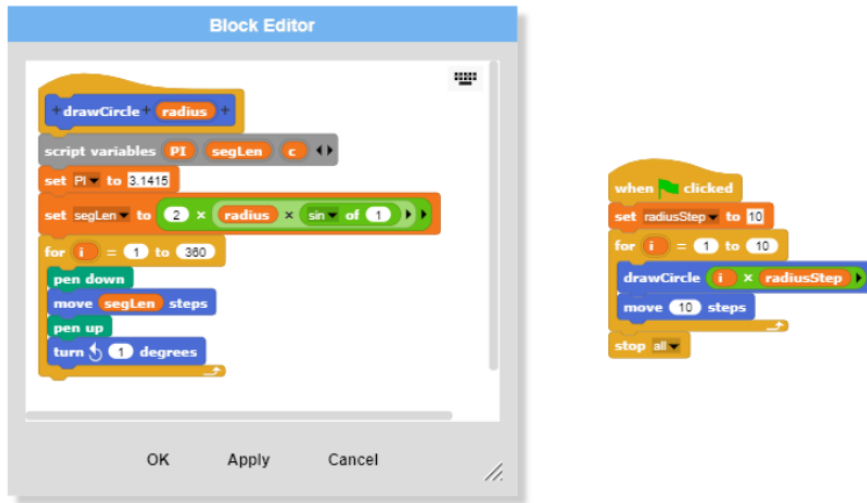 Block Editor
+ drawCircle + radius +
script variables PI segLen c
set PI to 3.1415
set segLen to 2 × radius × sin of 1
for i = 1 to 360
pen down
move segLen steps
pen up
turn 1 degrees
OK Apply Cancel
when clicked
set radiusStep to 10
for i = 1 to 10
drawCircle i × radiusStep
move 10 steps
stop all